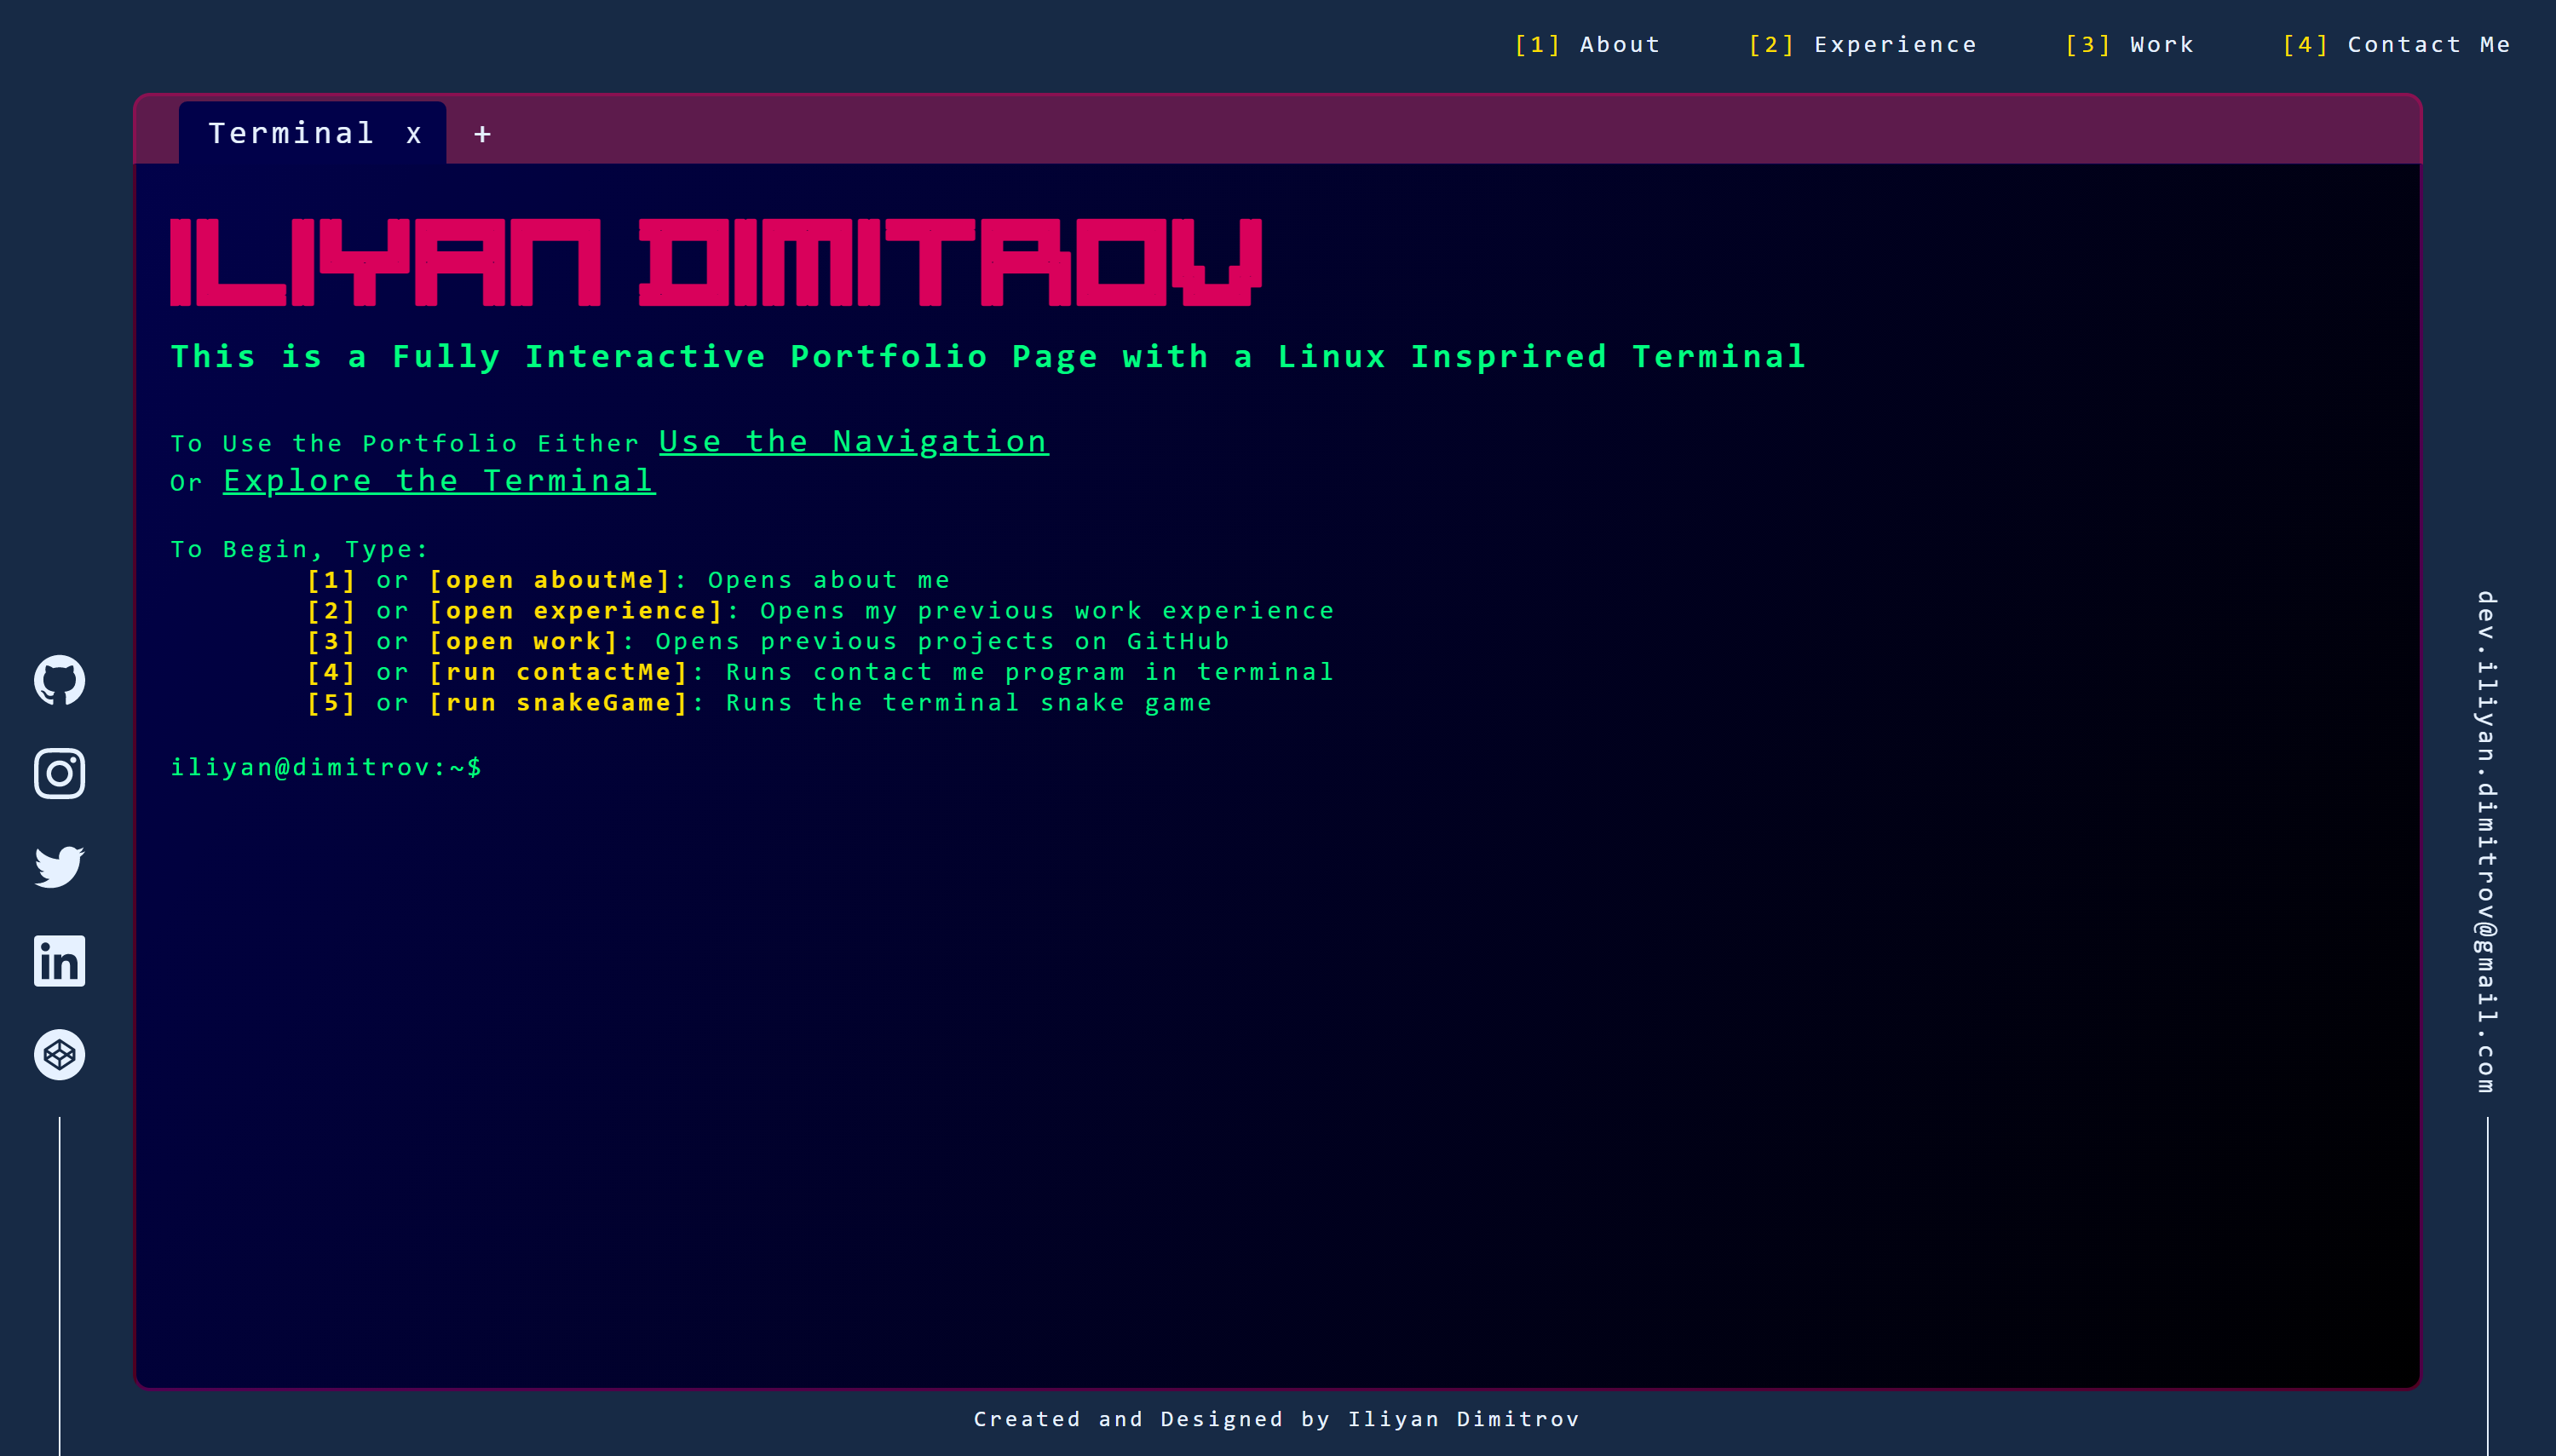 [1] About [2] Experience [3] Work [4] Contact Me
Terminal x +
ILIYAN DIMITROV
This is a Fully Interactive Portfolio Page with a Linux Insprired Terminal
To Use the Portfolio Either Use the Navigation
Or Explore the Terminal
To Begin, Type:
[1] or [open aboutMe]: Opens about me
[2] or [open experience]: Opens my previous work experience
[3] or [open work]: Opens previous projects on GitHub
[4] or [run contactMe]: Runs contact me program in terminal
[5] or [run snakeGame]: Runs the terminal snake game
iliyan@dimitrov:~$
in
dev.iliyan.dimitrov@gmail.com
Created and Designed by Iliyan Dimitrov